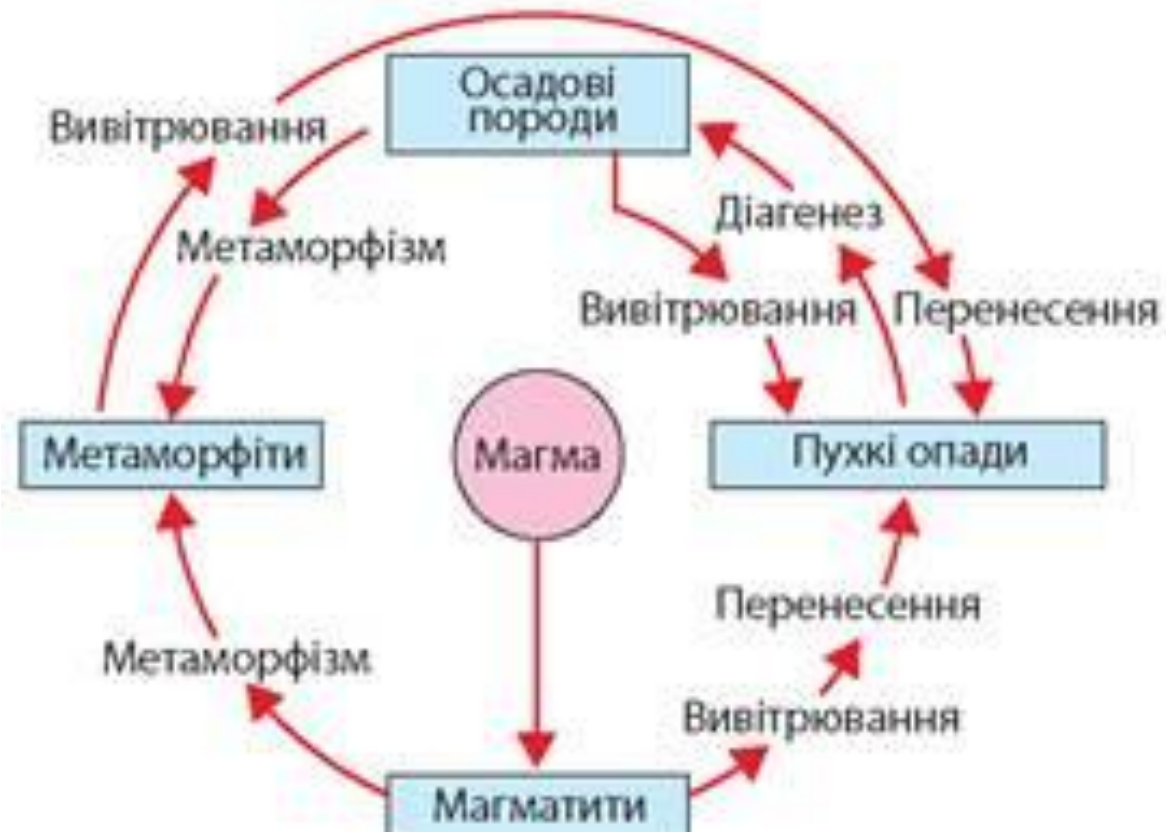 Осадові
породи
Вивітрювання
Діагенез
Метаморфізм
Вивітрювання
Перенесення
Метаморфіти
Магма
Пухкі опади
Перенесення
Метаморфізм
Вивітрювання
Магматити